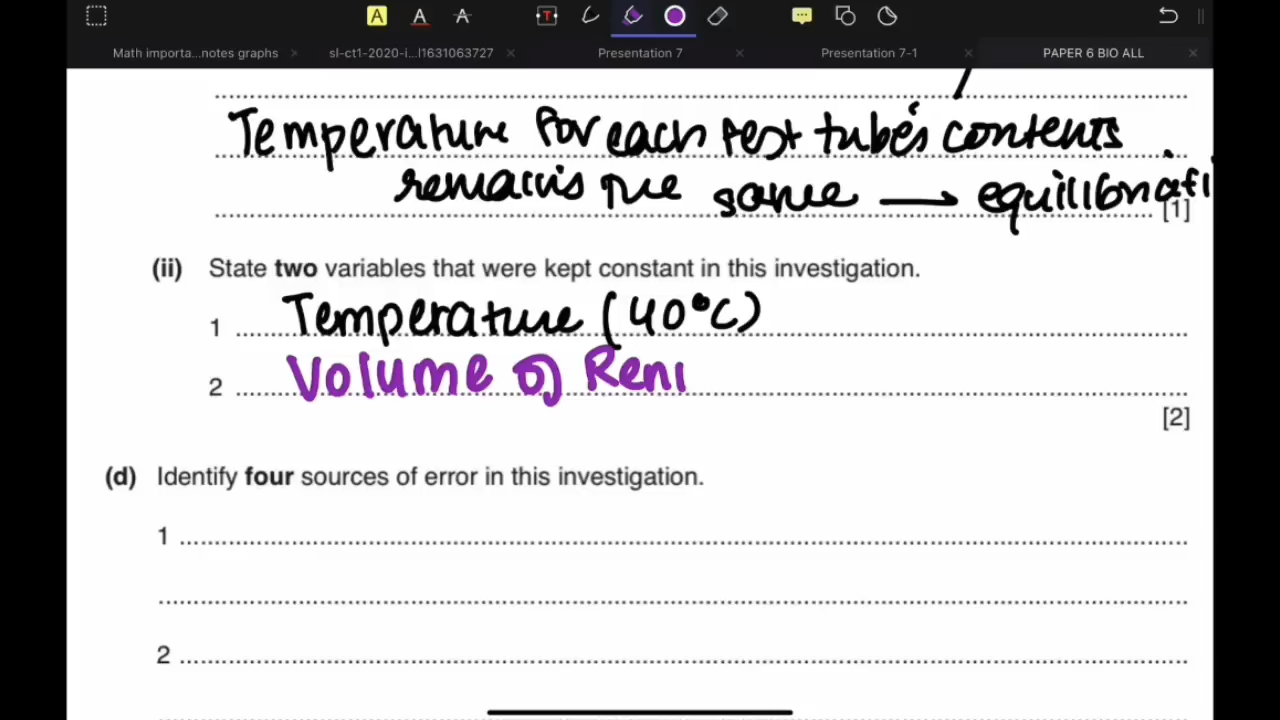 A A A T
Math importa...notes graphs × sl-ct1-2020-i...l1631063727 × Presentation 7 × Presentation 7-1 × PAPER 6 BIO ALL ×
Temperature for each test tube's contents
remains the same → equilibrati
[1]
(ii) State two variables that were kept constant in this investigation.
1 Temperature (40°C)
2 Volume of Reni
[2]
(d) Identify four sources of error in this investigation.
1
2